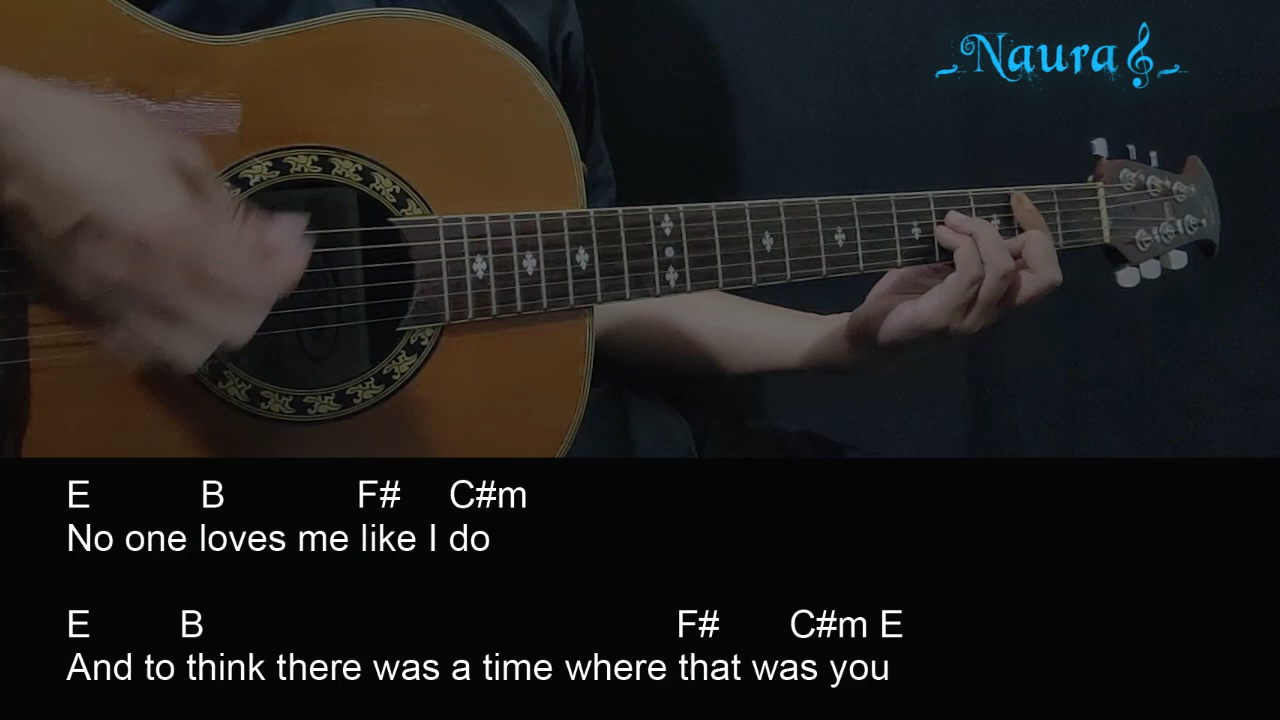 Naura
E B F# C#m
No one loves me like I do
E B F# C#m E
And to think there was a time where that was you